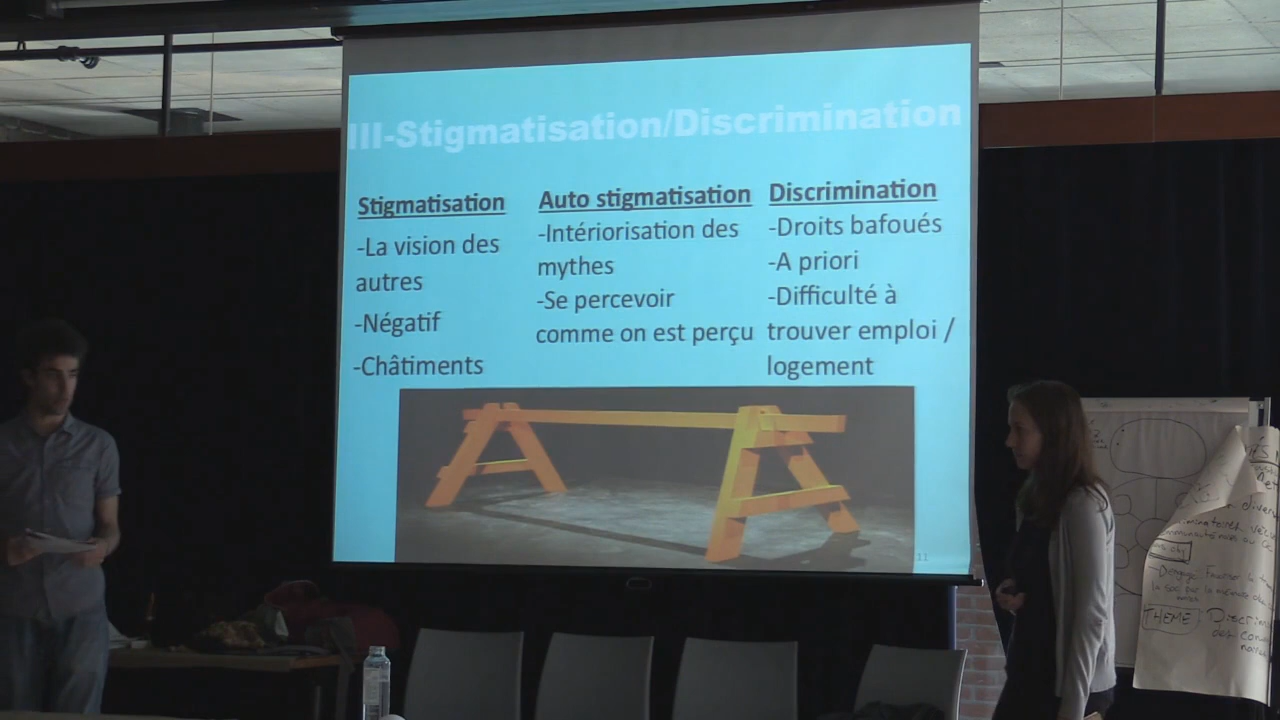 III-Stigmatisation/Discrimination
Stigmatisation
-La vision des
autres
-Négatif
-Châtiments
Auto stigmatisation
-Intériorisation des
mythes
-Se percevoir
comme on est perçu
Discrimination
-Droits bafoués
-A priori
-Difficulté à
trouver emploi /
logement
11
THEME: Discrim